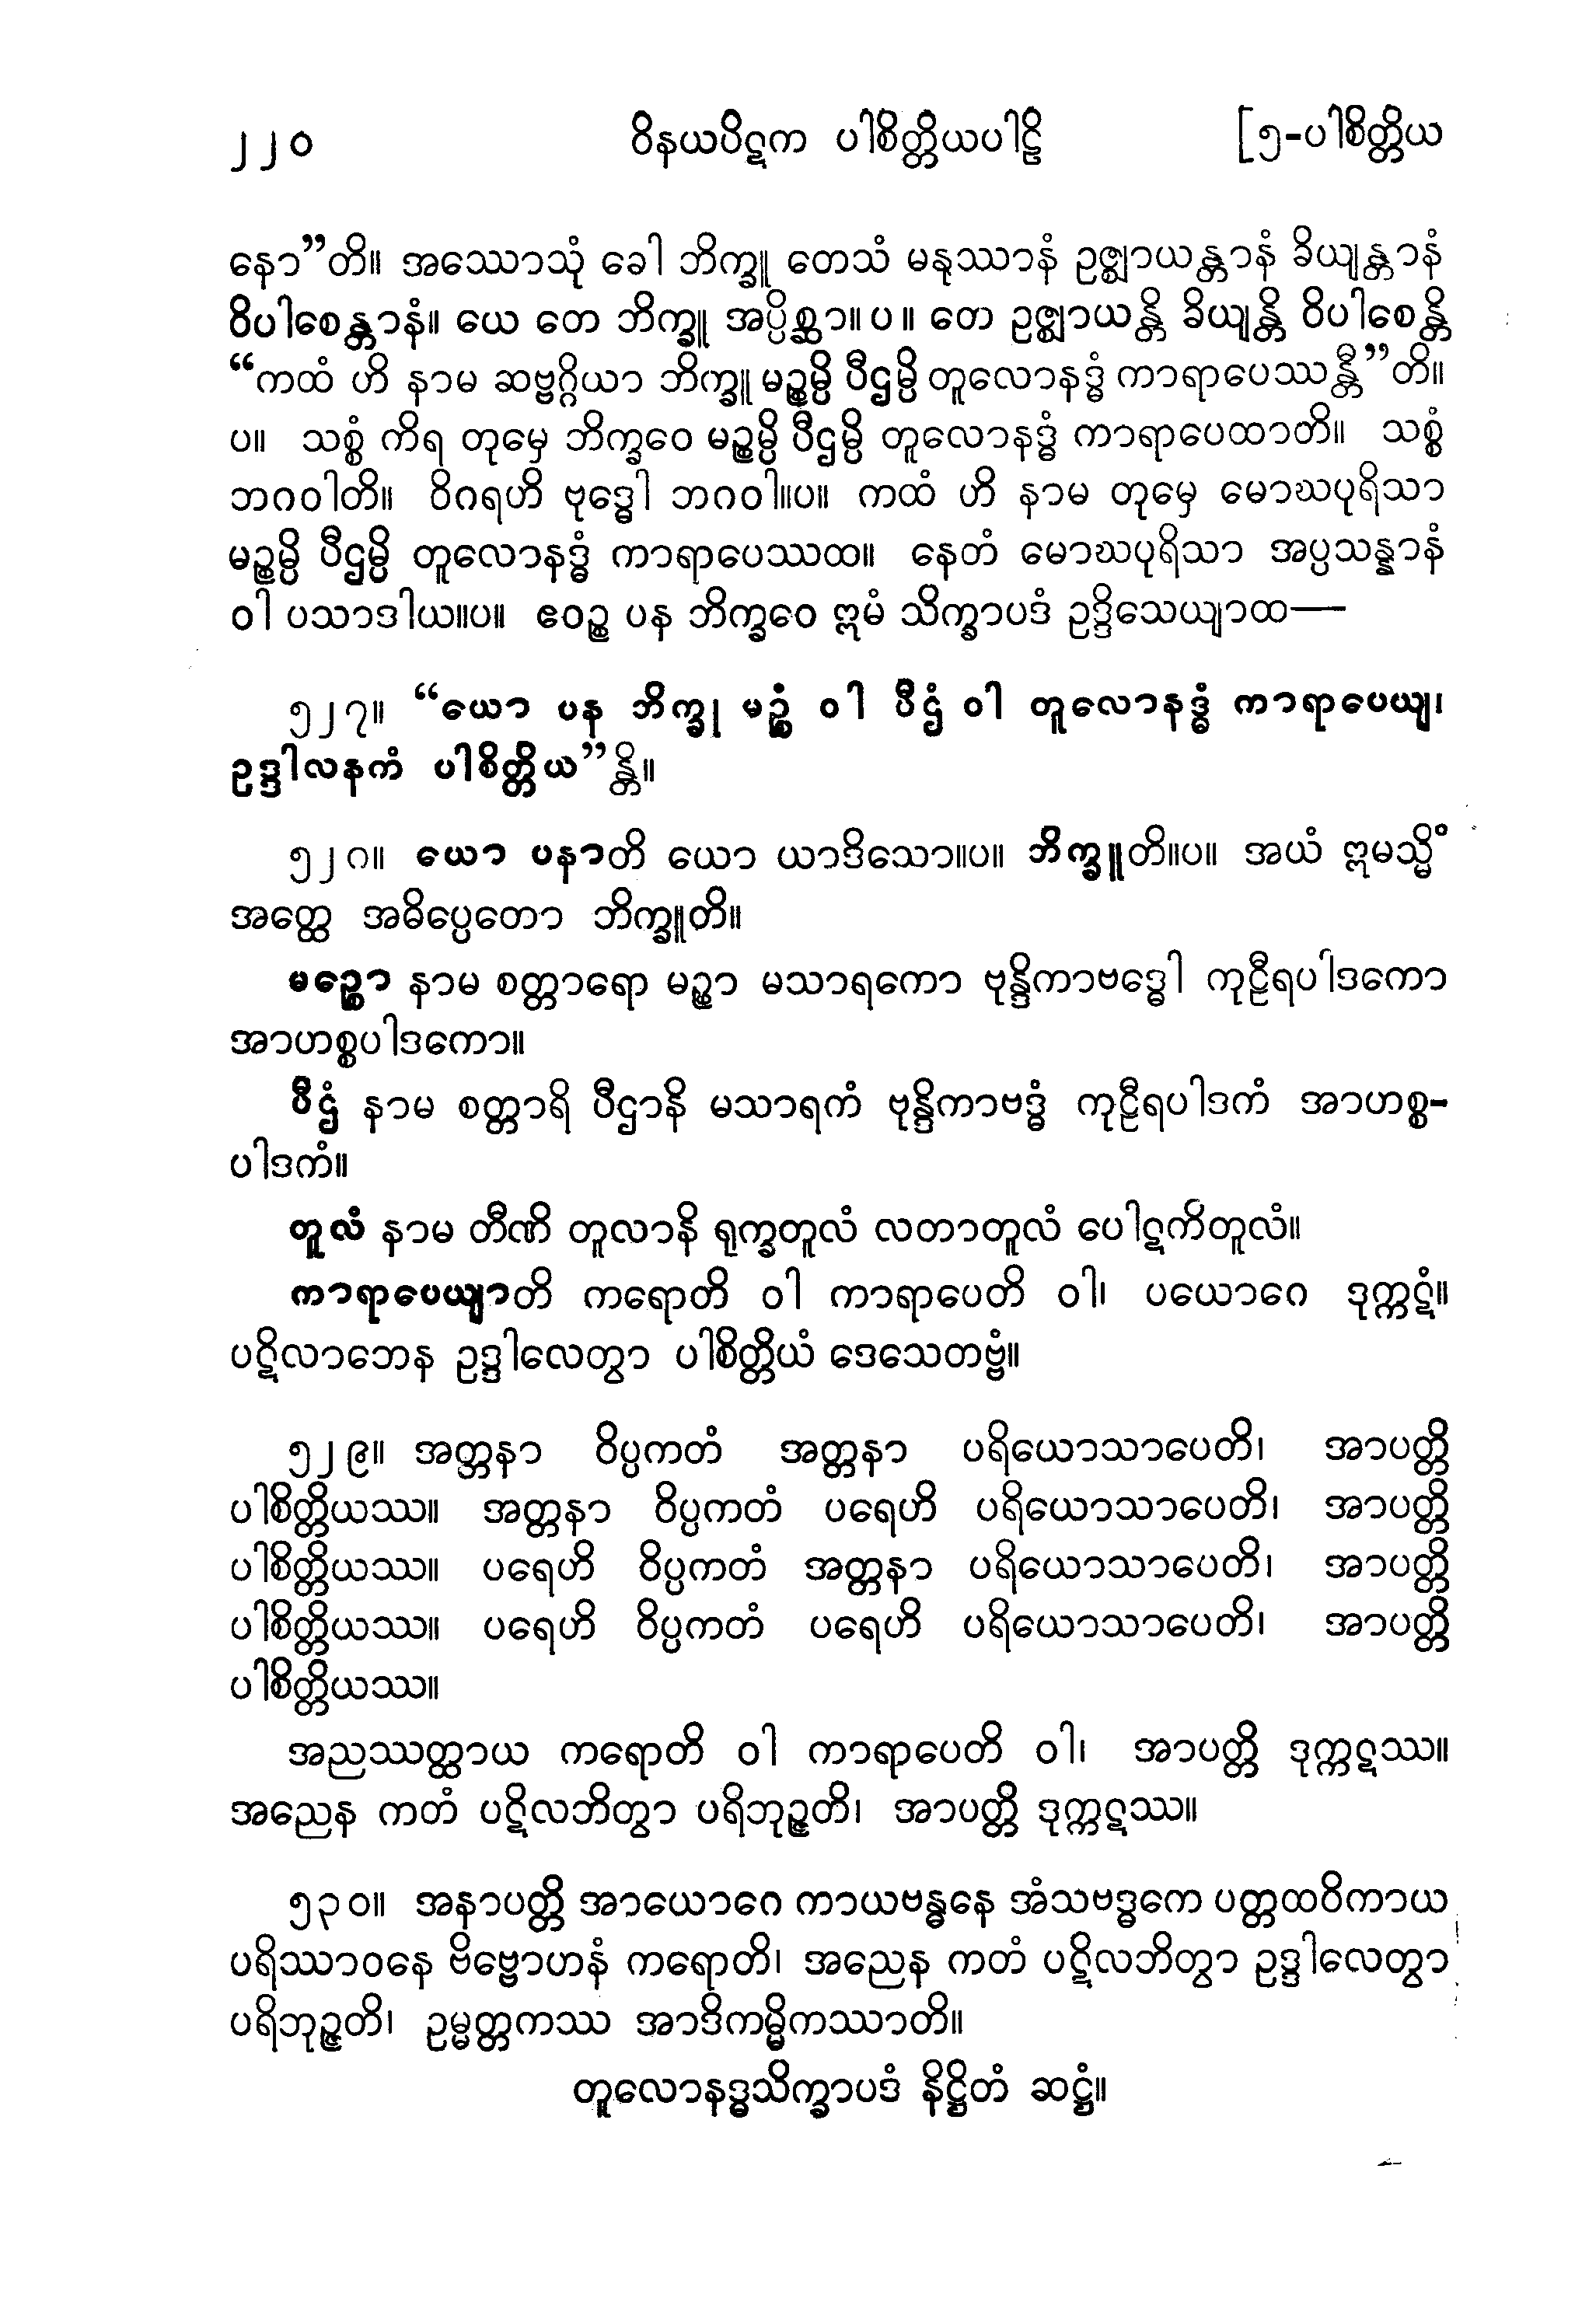 ၂၂၀ ဝိနယပိဋက ပါစိတ္တိယပါဠိ [၅-ပါစိတ္တိယ
နော”တိ။ အဿောသုံ ခေါ ဘိက္ခူ တေသံ မနုဿာနံ ဥဇ္ဈာယန္တာနံ ခိယျန္တာနံ
ဝိပါစေန္တာနံ။ ယေ တေ ဘိက္ခူ အပ္ပိစ္ဆာ။ပ။ တေ ဥဇ္ဈာယန္တိ ခိယျန္တိ ဝိပါစေန္တိ
“ကထံ ဟိ နာမ ဆဗ္ဗဂ္ဂိယာ ဘိက္ခူ မဉ္စမ္ပိ ပီဌမ္ပိ တူလောနဒ္ဓံ ကာရာပေဿန္တီ”တိ။
ပ။ သစ္စံ ကိရ တုမှေ ဘိက္ခဝေ မဉ္စမ္ပိ ပီဌမ္ပိ တူလောနဒ္ဓံ ကာရာပေထာတိ။ သစ္စံ
ဘဂဝါတိ။ ဝိဂရဟိ ဗုဒ္ဓေါ ဘဂဝါ။ပ။ ကထံ ဟိ နာမ တုမှေ မောဃပုရိသာ
မဉ္စမ္ပိ ပီဌမ္ပိ တူလောနဒ္ဓံ ကာရာပေဿထ။ နေတံ မောဃပုရိသာ အပ္ပသန္နာနံ
ဝါ ပသာဒါယ။ပ။ ဧဝဉ္စ ပန ဘိက္ခဝေ ဣမံ သိက္ခာပဒံ ဥဒ္ဒိသေယျာထ—
၅၂၇။ “ယော ပန ဘိက္ခု မဉ္စံ ဝါ ပီဌံ ဝါ တူလောနဒ္ဓံ ကာရာပေယျ၊
ဥဒ္ဒါလနကံ ပါစိတ္တိယ”န္တိ။
၅၂၈။ ယော ပနာတိ ယော ယာဒိသော။ပ။ ဘိက္ခူတိ။ပ။ အယံ ဣမသ္မိံ
အတ္ထေ အဓိပ္ပေတော ဘိက္ခူတိ။
မဉ္စော နာမ စတ္တာရော မဉ္စာ မသာရကော ဗုန္ဒိကာဗဒ္ဓေါ ကုဠီရပါဒကော
အာဟစ္စပါဒကော။
ပီဌံ နာမ စတ္တာရိ ပီဌာနိ မသာရကံ ဗုန္ဒိကာဗဒ္ဓံ ကုဠီရပါဒကံ အာဟစ္စ-
ပါဒကံ။
တူလံ နာမ တီဏိ တူလာနိ ရုက္ခတူလံ လတာတူလံ ပေါဋကိတူလံ။
ကာရာပေယျာတိ ကရောတိ ဝါ ကာရာပေတိ ဝါ၊ ပယောဂေ ဒုက္ကဋံ။
ပဋိလာဘေန ဥဒ္ဒါလေတွာ ပါစိတ္တိယံ ဒေသေတဗ္ဗံ။
၅၂၉။ အတ္တနာ ဝိပ္ပကတံ အတ္တနာ ပရိယောသာပေတိ၊ အာပတ္တိ
ပါစိတ္တိယဿ။ အတ္တနာ ဝိပ္ပကတံ ပရေဟိ ပရိယောသာပေတိ၊ အာပတ္တိ
ပါစိတ္တိယဿ။ ပရေဟိ ဝိပ္ပကတံ အတ္တနာ ပရိယောသာပေတိ၊ အာပတ္တိ
ပါစိတ္တိယဿ။ ပရေဟိ ဝိပ္ပကတံ ပရေဟိ ပရိယောသာပေတိ၊ အာပတ္တိ
ပါစိတ္တိယဿ။
အညဿတ္ထာယ ကရောတိ ဝါ ကာရာပေတိ ဝါ၊ အာပတ္တိ ဒုက္ကဋဿ။
အညေန ကတံ ပဋိလဘိတွာ ပရိဘုဉ္ဇတိ၊ အာပတ္တိ ဒုက္ကဋဿ။
၅၃၀။ အနာပတ္တိ အာယောဂေ ကာယဗန္ဓနေ အံသဗဒ္ဓကေ ပတ္တထဝိကာယ
ပရိဿာဝနေ ဗိဗ္ဗောဟနံ ကရောတိ၊ အညေန ကတံ ပဋိလဘိတွာ ဥဒ္ဒါလေတွာ
ပရိဘုဉ္ဇတိ၊ ဥမ္မတ္တကဿ အာဒိကမ္မိကဿာတိ။
တူလောနဒ္ဓသိက္ခာပဒံ နိဋ္ဌိတံ ဆဋ္ဌံ။